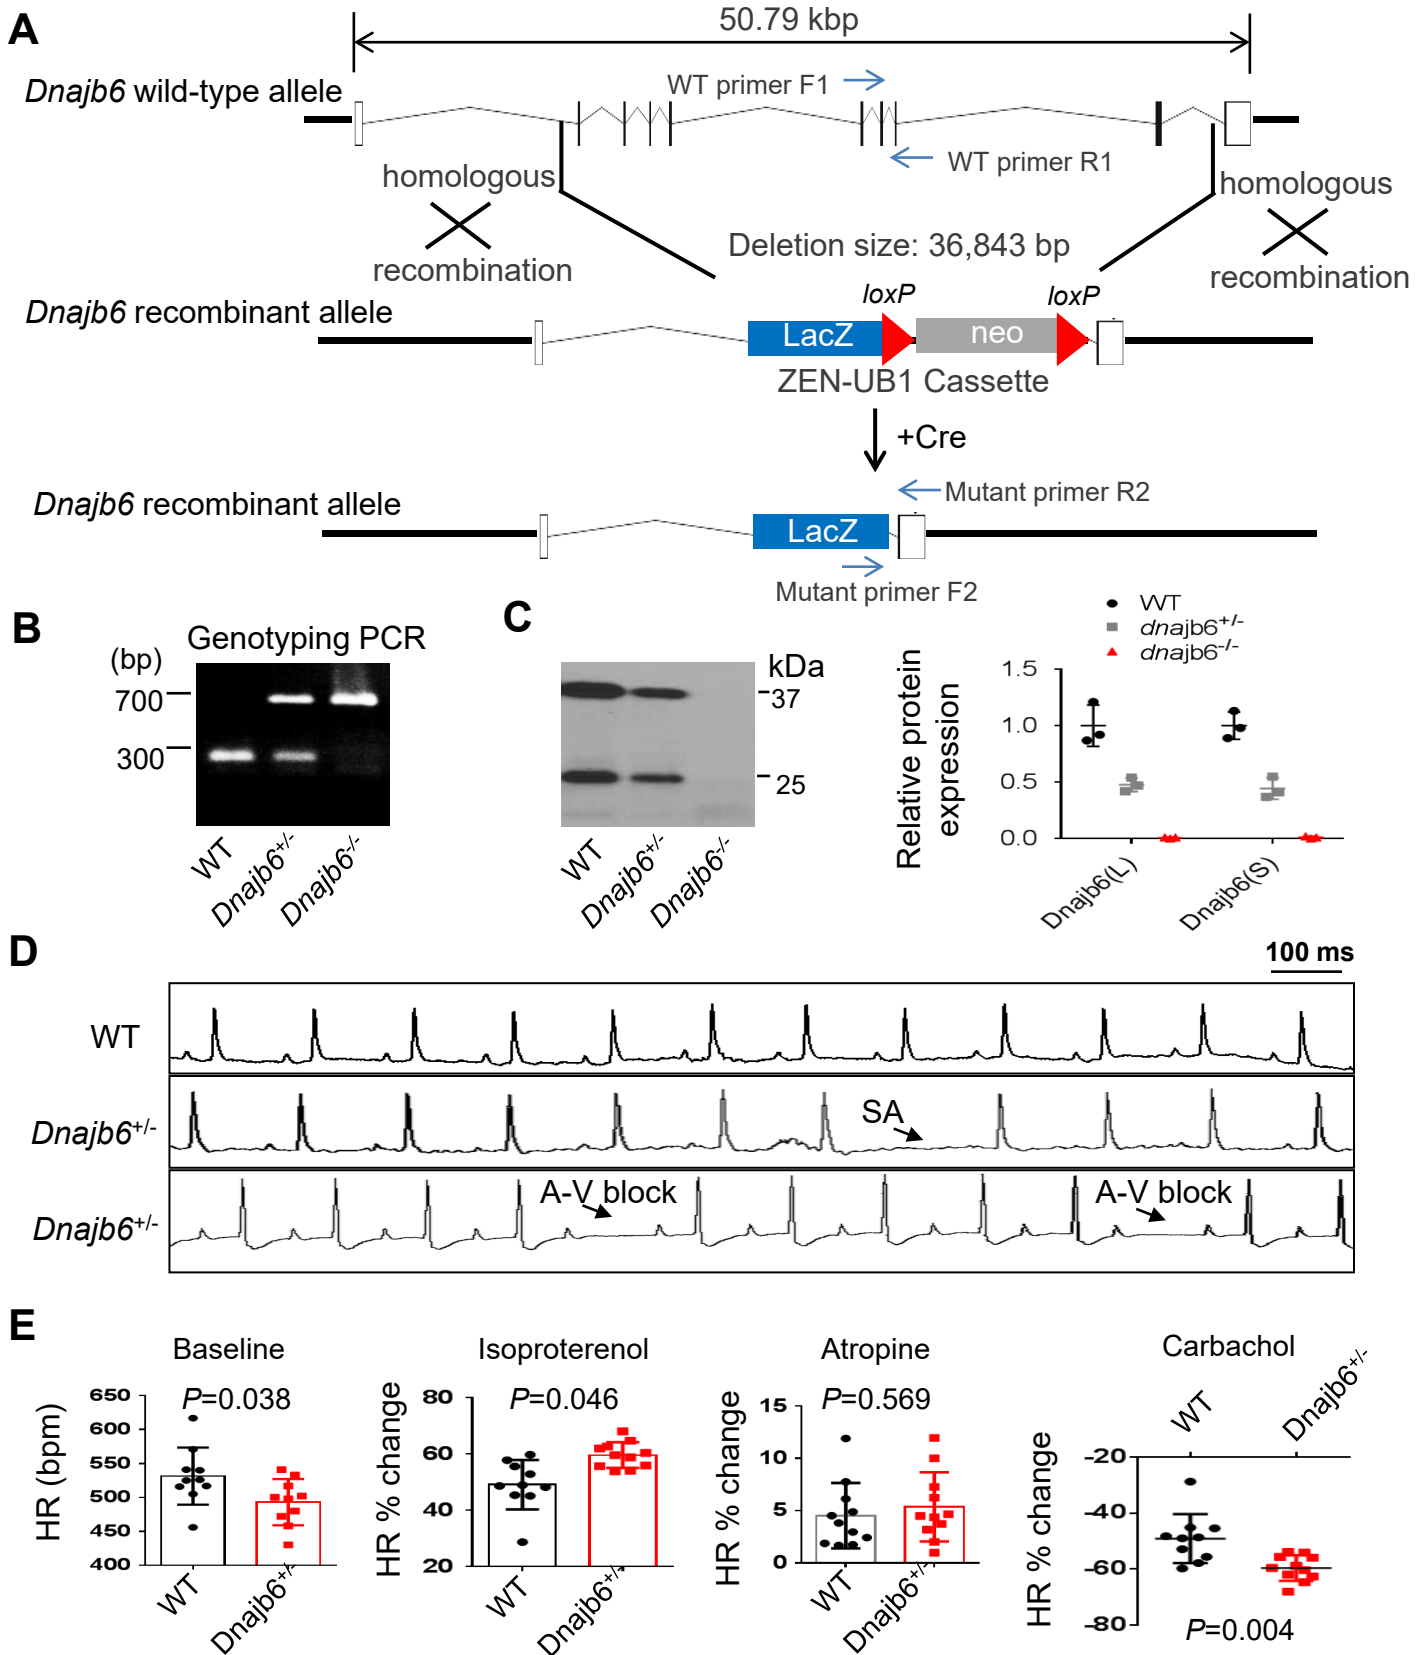 A
50.79 kbp
Dnajb6 wild-type allele
WT primer F1
WT primer R1
homologous
recombination
homologous
recombination
Deletion size: 36,843 bp
Dnajb6 recombinant allele
loxP
loxP
LacZ
neo
ZEN-UB1 Cassette
+Cre
Dnajb6 recombinant allele
Mutant primer R2
LacZ
Mutant primer F2
B
Genotyping PCR
(bp)
700
300
WT
Dnajb6+/-
Dnajb6-/-
C
kDa
37
25
WT
Dnajb6+/-
Dnajb6-/-
WT
dnajb6+/-
dnajb6-/-
Relative protein
expression
1.5
1.0
0.5
0.0
Dnajb6(L)
Dnajb6(S)
D
100 ms
WT
Dnajb6+/-
SA
Dnajb6+/-
A-V block
A-V block
E
Baseline
P=0.038
HR (bpm)
650
600
550
500
450
400
WT
Dnajb6+/-
Isoproterenol
P=0.046
HR % change
80
60
40
20
WT
Dnajb6+/-
Atropine
P=0.569
HR % change
15
10
5
0
WT
Dnajb6+/-
Carbachol
WT
Dnajb6+/-
HR % change
-20
-40
-60
-80
P=0.004